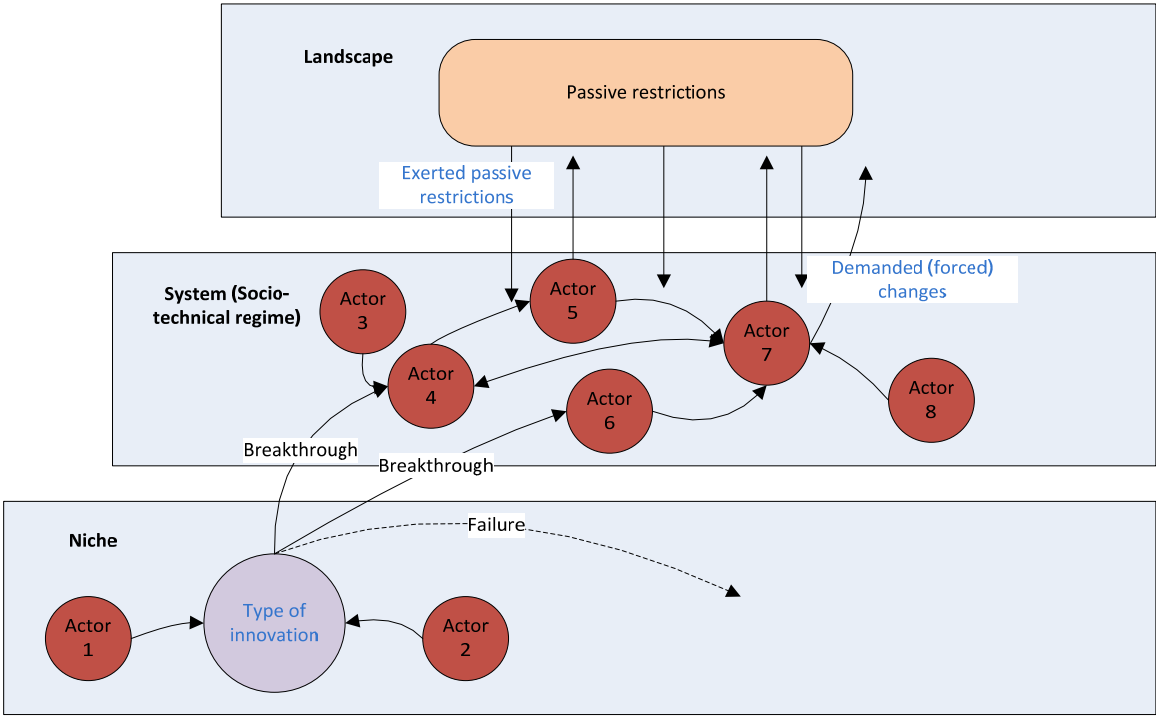 Landscape
Passive restrictions
Exerted passive
restrictions
Demanded (forced)
changes
System (Socio-
technical regime)
Actor
3
Actor
4
Actor
5
Actor
6
Actor
7
Actor
8
Breakthrough
Breakthrough
Niche
Failure
Actor
1
Type of
innovation
Actor
2